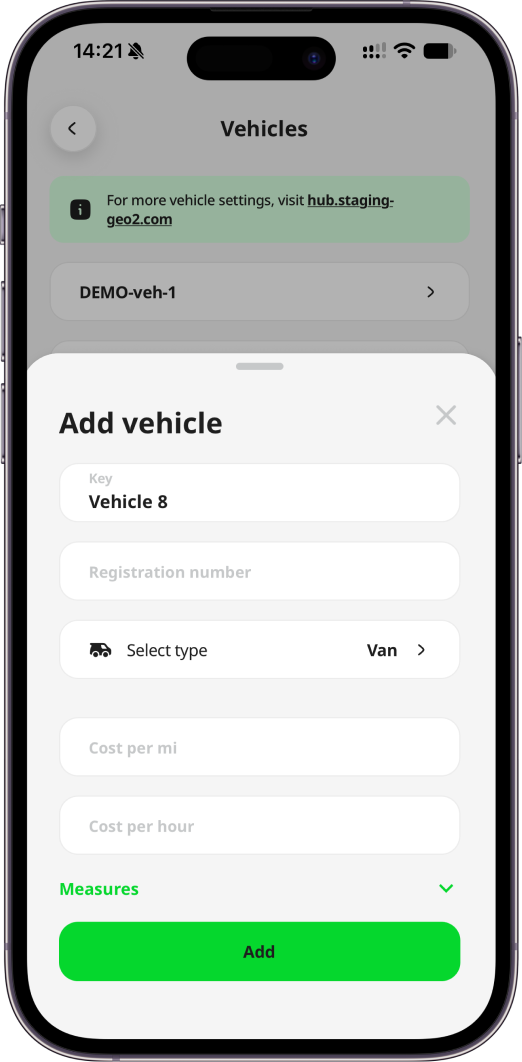 14:21
Vehicles
For more vehicle settings, visit hub.staging-
geo2.com
DEMO-veh-1
Add vehicle
Key
Vehicle 8
Registration number
Select type Van
Cost per mi
Cost per hour
Measures
Add